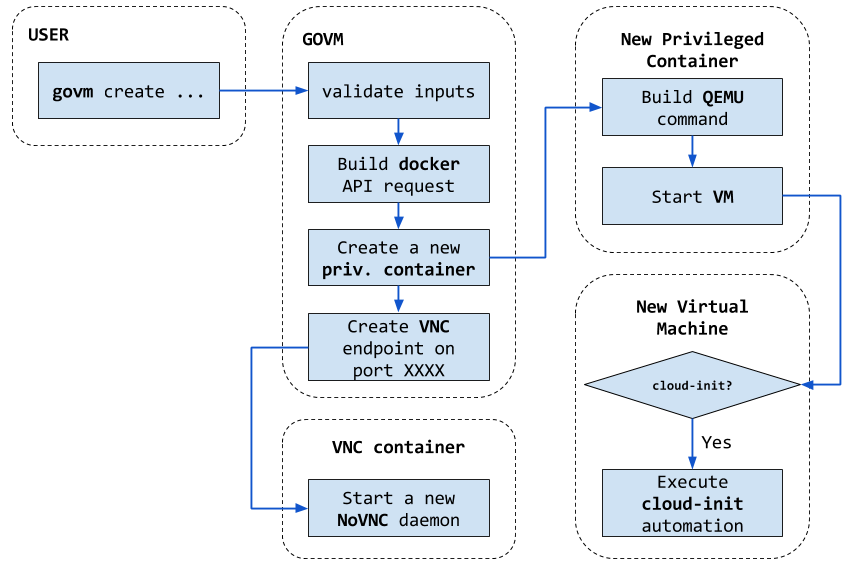 USER
govm create ...
GOVM
validate inputs
Build docker
API request
Create a new
priv. container
Create VNC
endpoint on
port XXXX
VNC container
Start a new
NoVNC daemon
New Privileged
Container
Build QEMU
command
Start VM
New Virtual
Machine
cloud-init?
Yes
Execute
cloud-init
automation